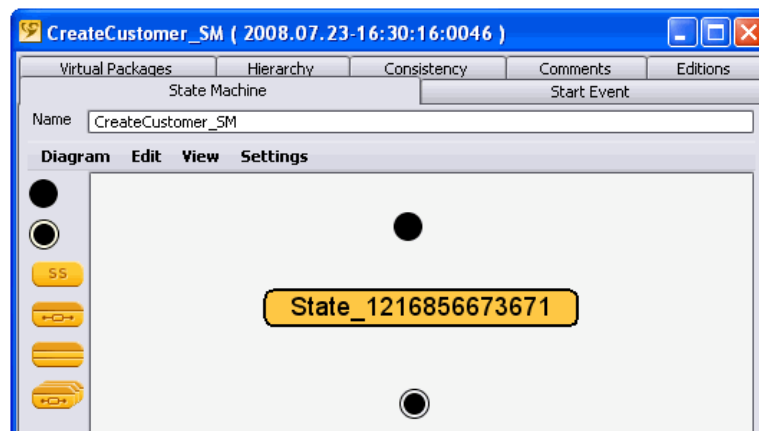 CreateCustomer_SM ( 2008.07.23-16:30:16:0046 )
Virtual Packages Hierarchy Consistency Comments Editions
State Machine Start Event
Name CreateCustomer_SM
Diagram Edit View Settings
SS
State_1216856673671